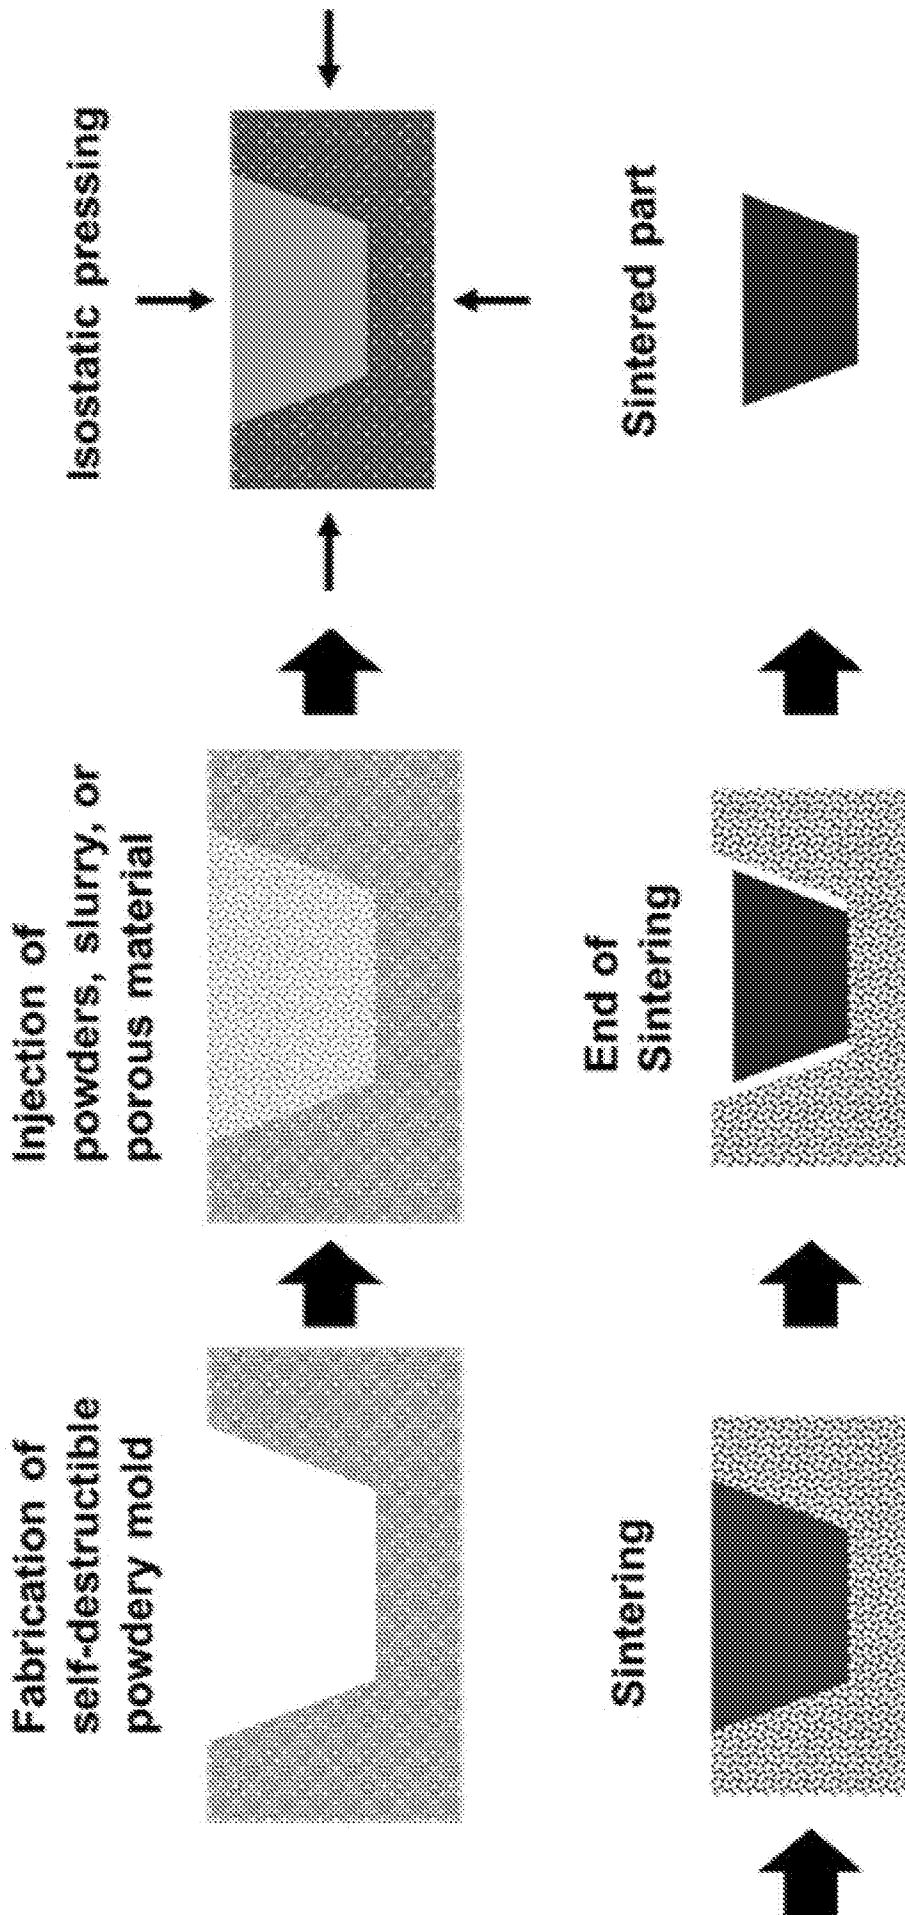 Fabrication of
self-destructible
powdery mold
Injection of
powders, slurry, or
porous material
Isostatic pressing
Sintering
End of
Sintering
Sintered part